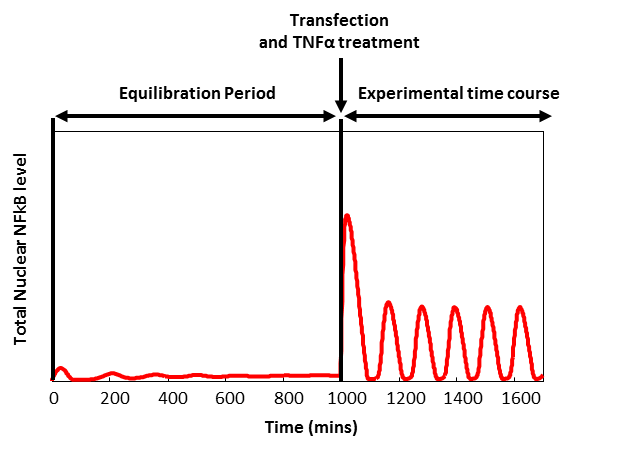 Transfection
and TNFα treatment
Equilibration Period
Experimental time course
Total Nuclear NFkB level
0 200 400 600 800 1000 1200 1400 1600
Time (mins)